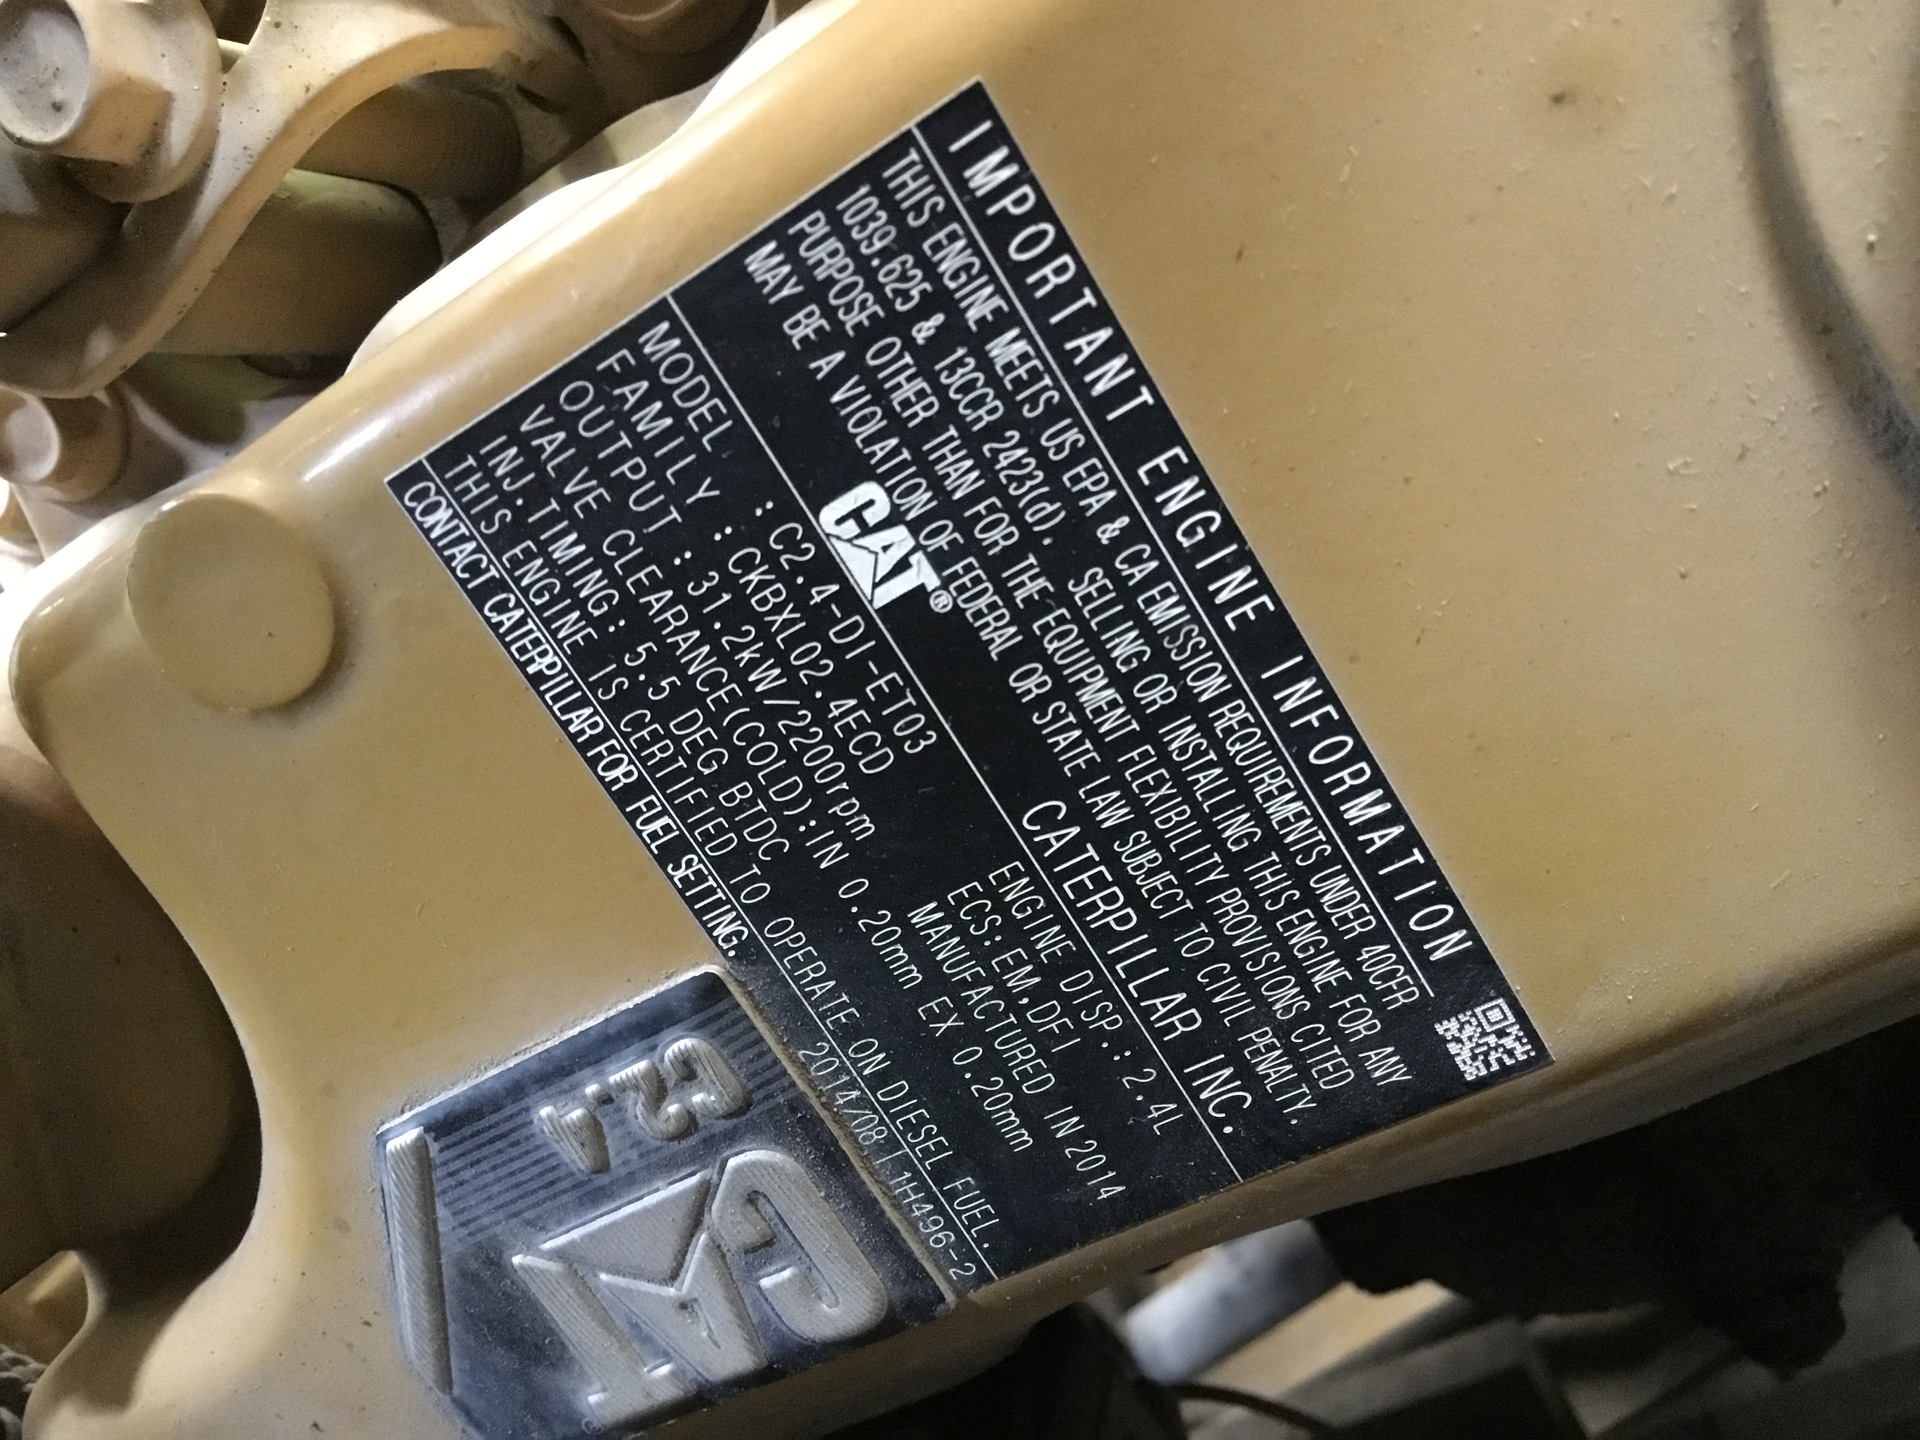 IMPORTANT ENGINE INFORMATION
THIS ENGINE MEETS US EPA & CA EMISSION REQUIREMENTS UNDER 40CFR
1039.625 & 13CCR 2423(d). SELLING OR INSTALLING THIS ENGINE FOR ANY
PURPOSE OTHER THAN FOR THE EQUIPMENT FLEXIBILITY PROVISIONS CITED
MAY BE A VIOLATION OF FEDERAL OR STATE LAW SUBJECT TO CIVIL PENALTY.
CAT® CATERPILLAR INC.
MODEL : C2.4-DI-ET03 ENGINE DISP.: 2.4L
FAMILY : CKBXL02.4ECD ECS: EM,DFI
OUTPUT : 31.2kW/2200rpm MANUFACTURED IN 2014
VALVE CLEARANCE(COLD):IN 0.20mm EX 0.20mm
INJ.TIMING: 5.5 DEG.BTDC
THIS ENGINE IS CERTIFIED TO OPERATE ON DIESEL FUEL.
CONTACT CATERPILLAR FOR FUEL SETTING. 2014/08 1H496-2
C2.4
CAT